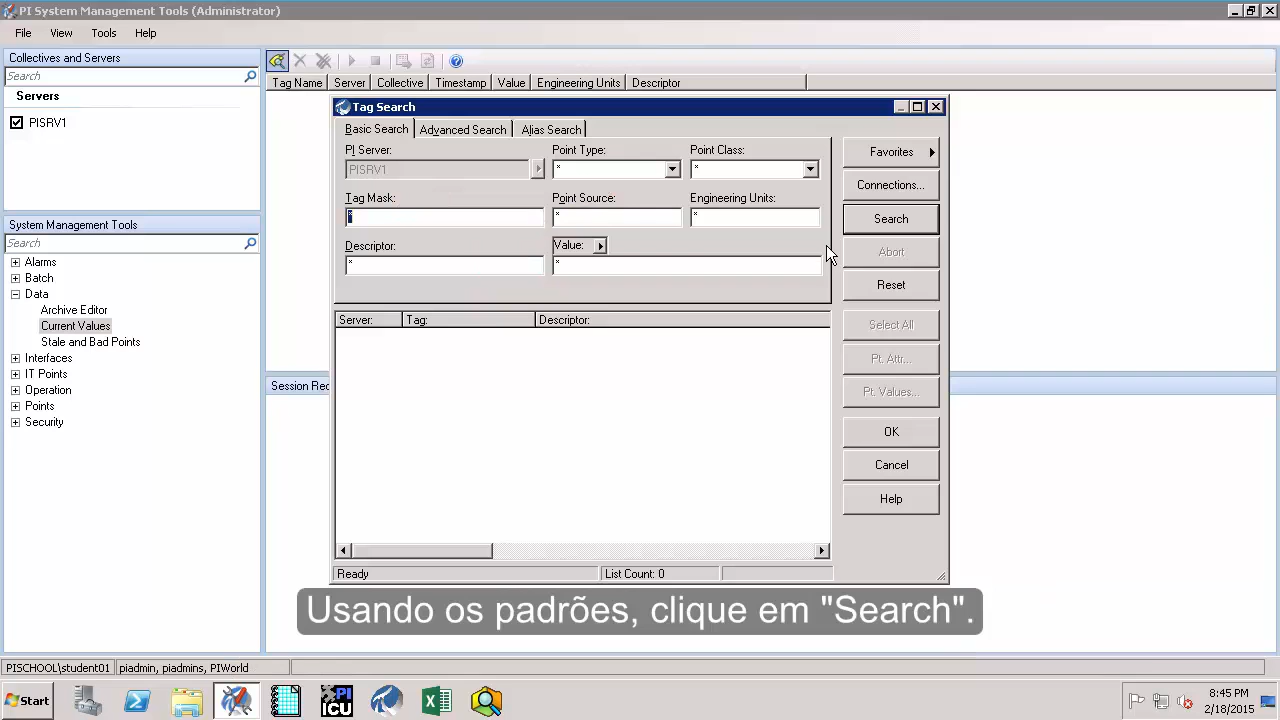 PI System Management Tools (Administrator)
File View Tools Help
Collectives and Servers
Search
Servers
PISRV1
System Management Tools
Search
Alarms
Batch
Data
Archive Editor
Current Values
Stale and Bad Points
Interfaces
IT Points
Operation
Points
Security
Tag Name Server Collective Timestamp Value Engineering Units Descriptor
Tag Search
Basic Search Advanced Search Alias Search
PI Server: Point Type: Point Class:
PISRV1 * *
Tag Mask: Point Source: Engineering Units:
* * *
Descriptor: Value:
* *
Favorites
Connections...
Search
Abort
Reset
Select All
Pt. Attr...
Pt. Values...
OK
Cancel
Help
Server: Tag: Descriptor:
Ready List Count: 0
Session Rec
Usando os padrões, clique em "Search".
PISCHOOL\student01 piadmin, piadmins, PIWorld
Start
PI
ICU
8:45 PM
2/18/2015